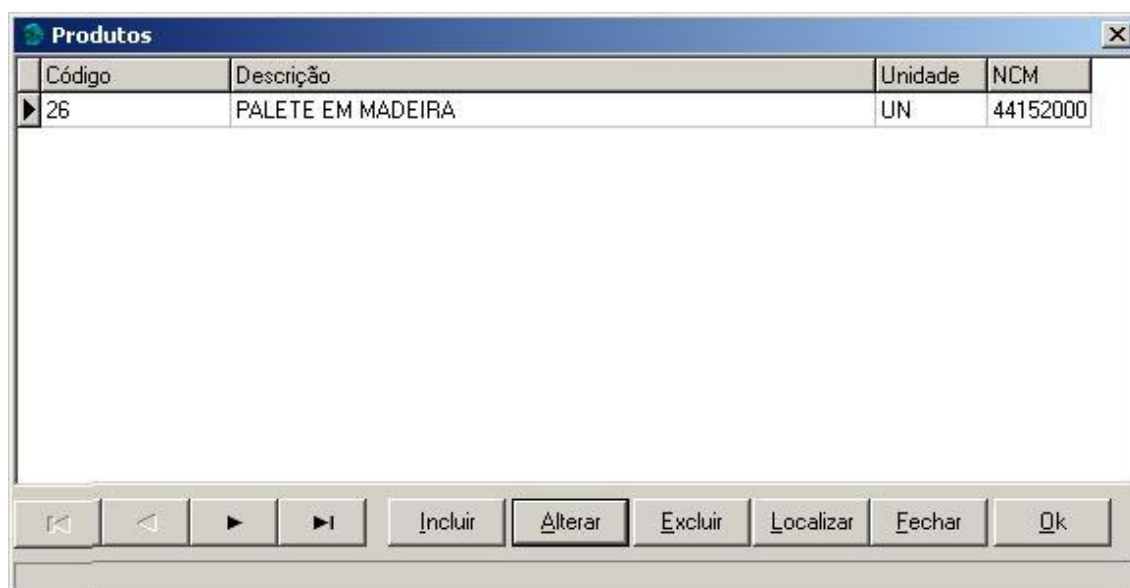 Produtos
Código Descrição Unidade NCM
26 PALETE EM MADEIRA UN 44152000
Incluir Alterar Excluir Localizar Fechar Ok